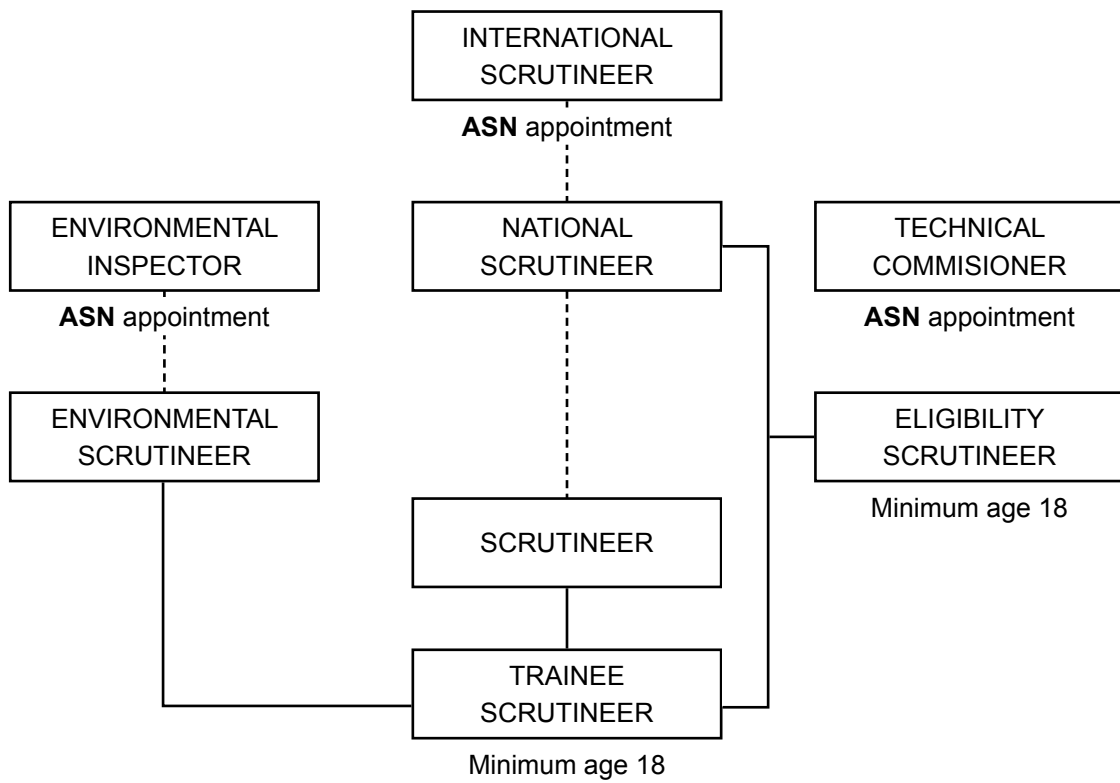 INTERNATIONAL
SCRUTINEER
ASN appointment
ENVIRONMENTAL
INSPECTOR
ASN appointment
NATIONAL
SCRUTINEER
TECHNICAL
COMMISIONER
ASN appointment
ENVIRONMENTAL
SCRUTINEER
ELIGIBILITY
SCRUTINEER
Minimum age 18
SCRUTINEER
TRAINEE
SCRUTINEER
Minimum age 18